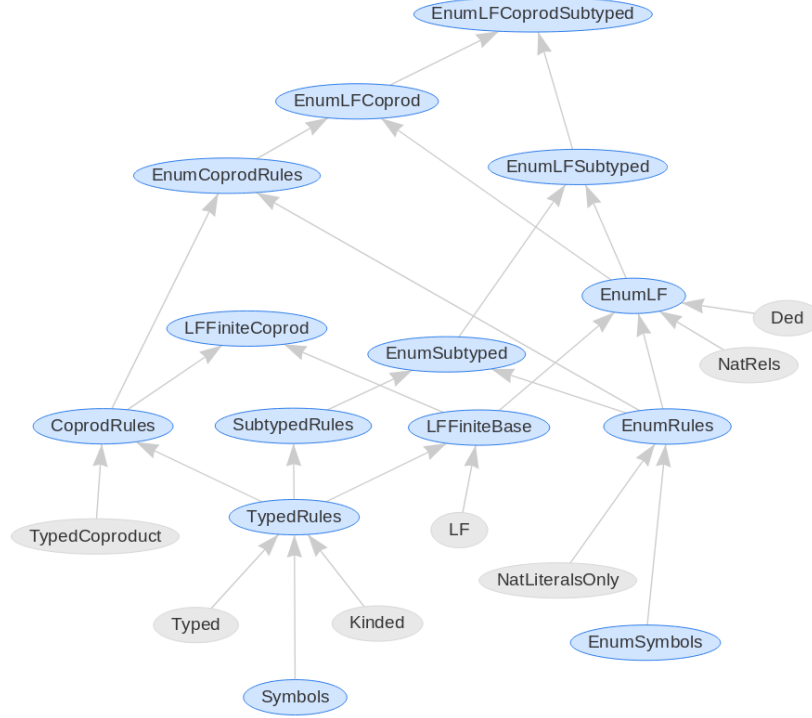 EnumLFCoprodSubtyped
EnumLFCoprod
EnumLFSubtyped
EnumCoprodRules
EnumLF
Ded
LFFiniteCoprod
EnumSubtyped
NatRels
CoprodRules
SubtypedRules
LFFiniteBase
EnumRules
TypedRules
LF
TypedCoproduct
NatLiteralsOnly
Typed
Kinded
EnumSymbols
Symbols